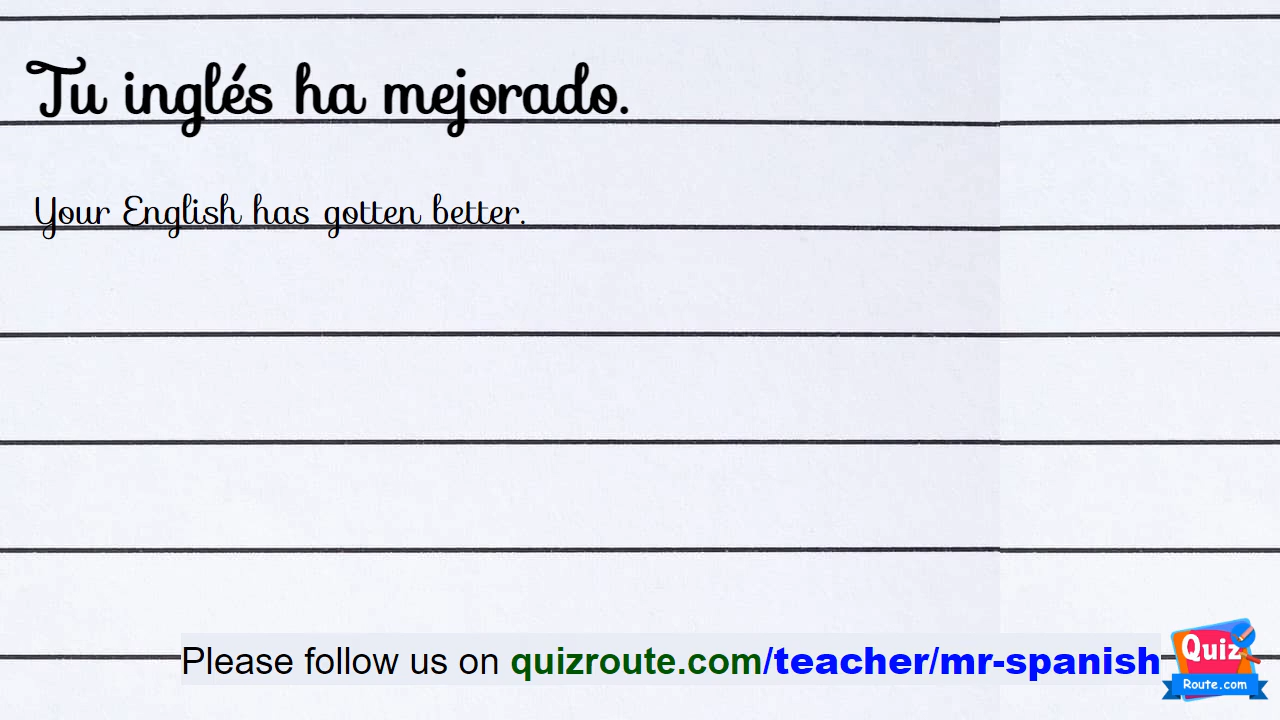 Tu inglés ha mejorado.
Your English has gotten better.
Please follow us on quizroute.com/teacher/mr-spanish
Quiz
Route.com